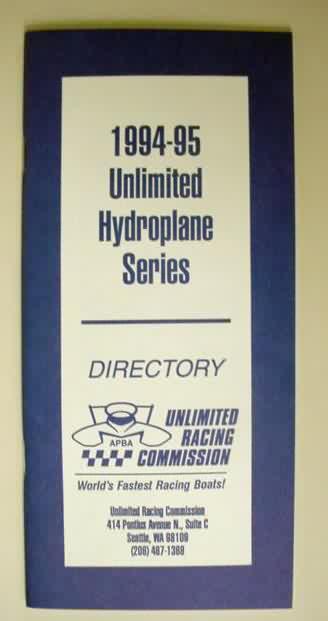 1994-95
Unlimited
Hydroplane
Series
DIRECTORY
APBA
UNLIMITED
RACING
COMMISSION
World's Fastest Racing Boats!
Unlimited Racing Commission
414 Pontius Avenue N., Suite C
Seattle, WA 98109
(206) 467-1388